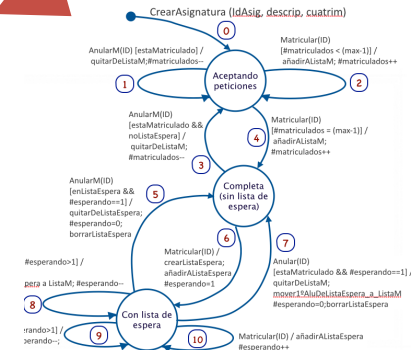 CrearAsignatura (IdAsig, descrip, cuatrim)
0
AnularM(ID) [estaMatriculado] /
quitarDeListaM;#matriculados--
Matricular(ID)
[#matriculados < (max-1)] /
añadirAListaM; #matriculados++
Aceptando
peticiones
1
2
AnularM(ID)
[estaMatriculado &&
noListaEspera] /
quitarDeListaM;
#matriculados--
3
4
Matricular(ID)
[#matriculados = (max-1)] /
añadirAListaM;
#matriculados++
AnularM(ID)
[enListaEspera &&
#esperando==1] /
quitarDeListaEspera;
#esperando=0;
borrarListaEspera
5
Completa
(sin lista de
espera)
6
7
Matricular(ID) /
crearListaEspera;
añadirAListaEspera
#esperando=1
Anular(ID)
[estaMatriculado && #esperando==1] /
quitarDeListaM;
mover1ºAluDeListaEspera_a_ListaM
#esperando=0;borrarListaEspera
#esperando>1] /
pera a ListaM; #esperando--
8
Con lista de
espera
rando>1] /
rando--;
9
10
Matricular(ID) / añadirAListaEspera
#esperando++